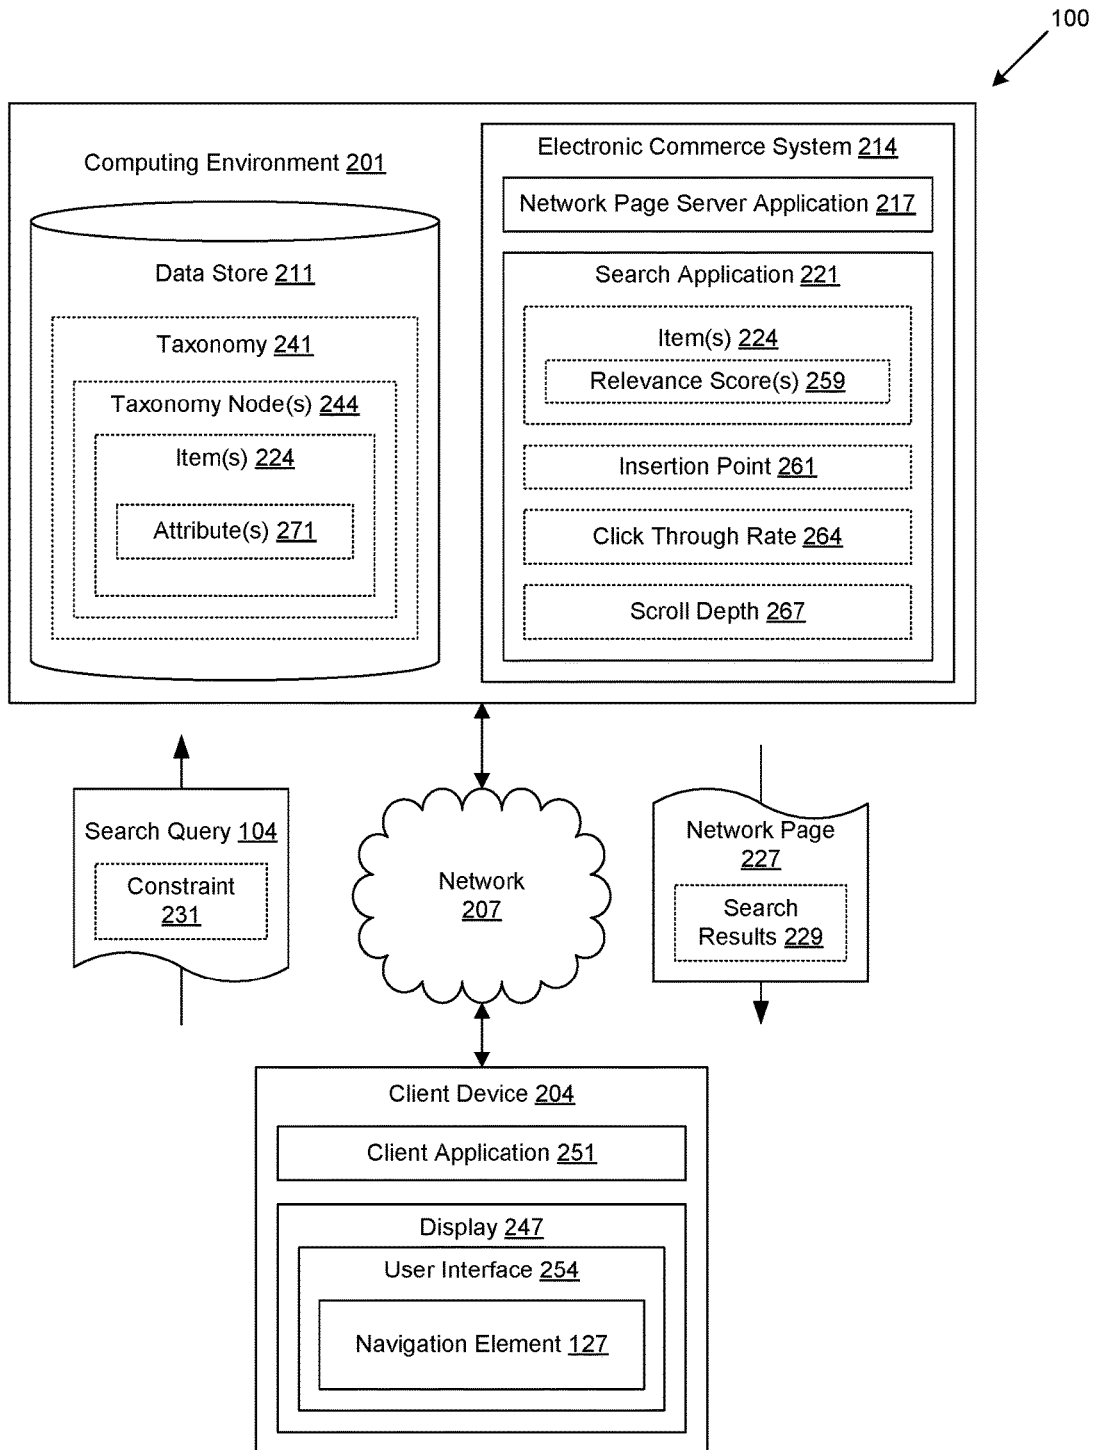 100
Computing Environment 201
Data Store 211
Taxonomy 241
Taxonomy Node(s) 244
Item(s) 224
Attribute(s) 271
Electronic Commerce System 214
Network Page Server Application 217
Search Application 221
Item(s) 224
Relevance Score(s) 259
Insertion Point 261
Click Through Rate 264
Scroll Depth 267
Search Query 104
Constraint
231
Network
207
Network Page
227
Search
Results 229
Client Device 204
Client Application 251
Display 247
User Interface 254
Navigation Element 127